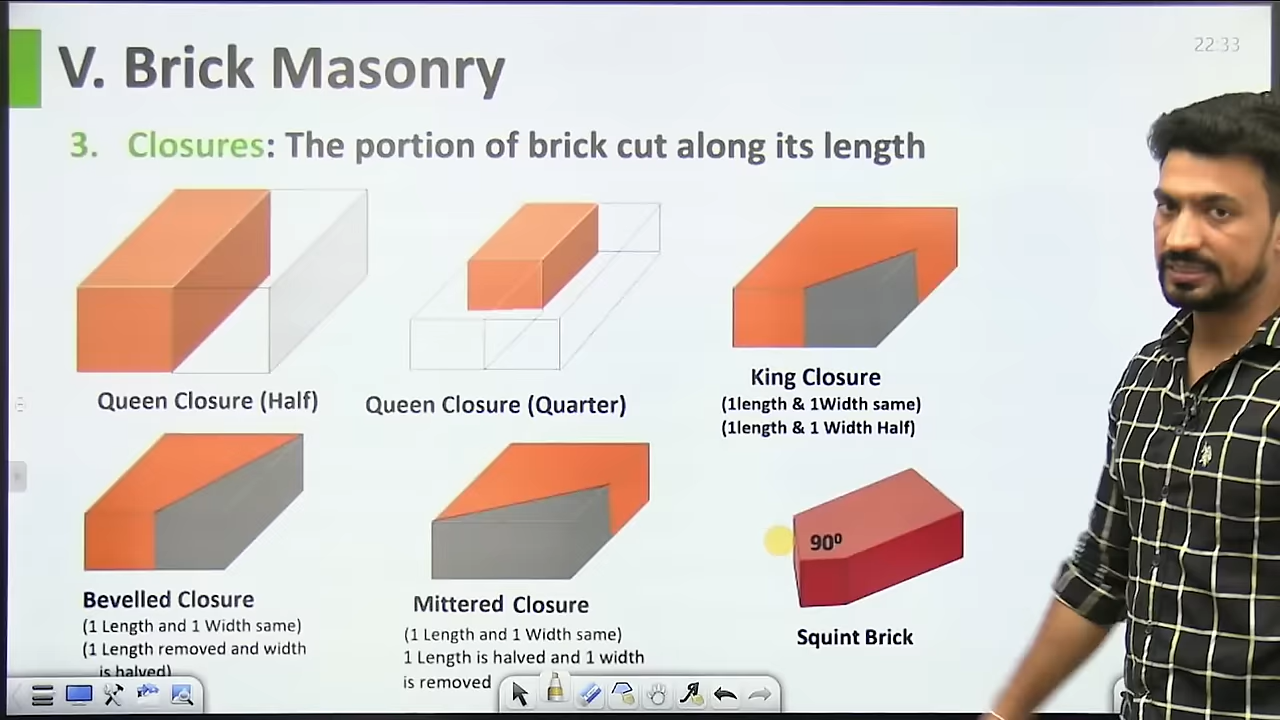 22:33
V. Brick Masonry
3. Closures: The portion of brick cut along its length
Queen Closure (Half)
Queen Closure (Quarter)
King Closure
(1length & 1Width same)
(1length & 1 Width Half)
Bevelled Closure
(1 Length and 1 Width same)
(1 Length removed and width
is halved)
Mittered Closure
(1 Length and 1 Width same)
1 Length is halved and 1 width
is removed
90⁰
Squint Brick